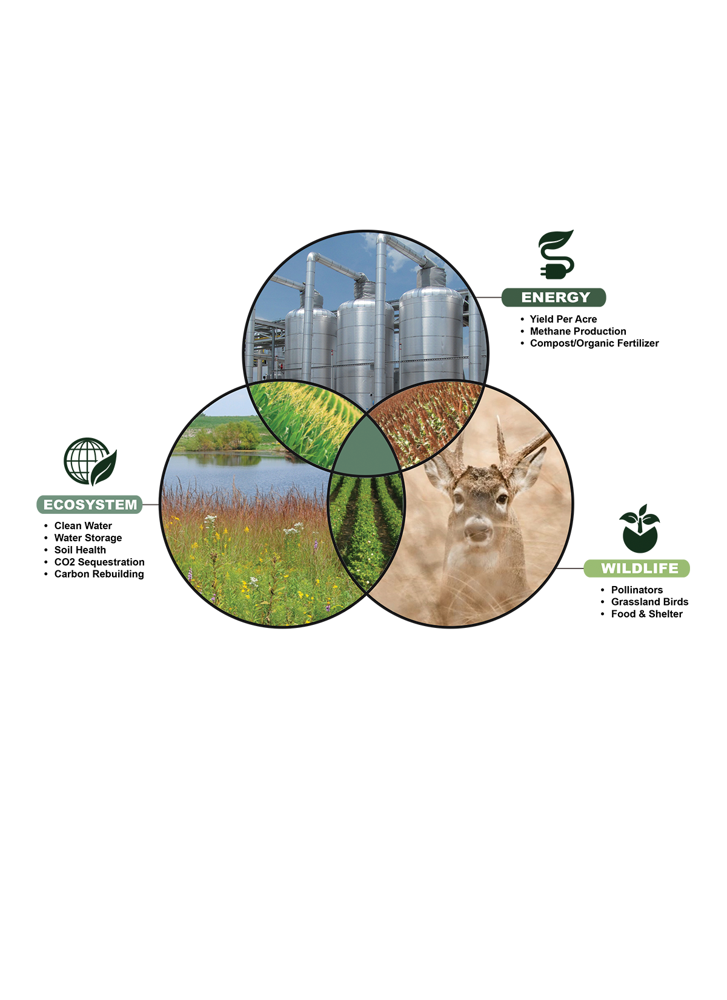 ENERGY
• Yield Per Acre
• Methane Production
• Compost/Organic Fertilizer
ECOSYSTEM
• Clean Water
• Water Storage
• Soil Health
• CO2 Sequestration
• Carbon Rebuilding
WILDLIFE
• Pollinators
• Grassland Birds
• Food & Shelter